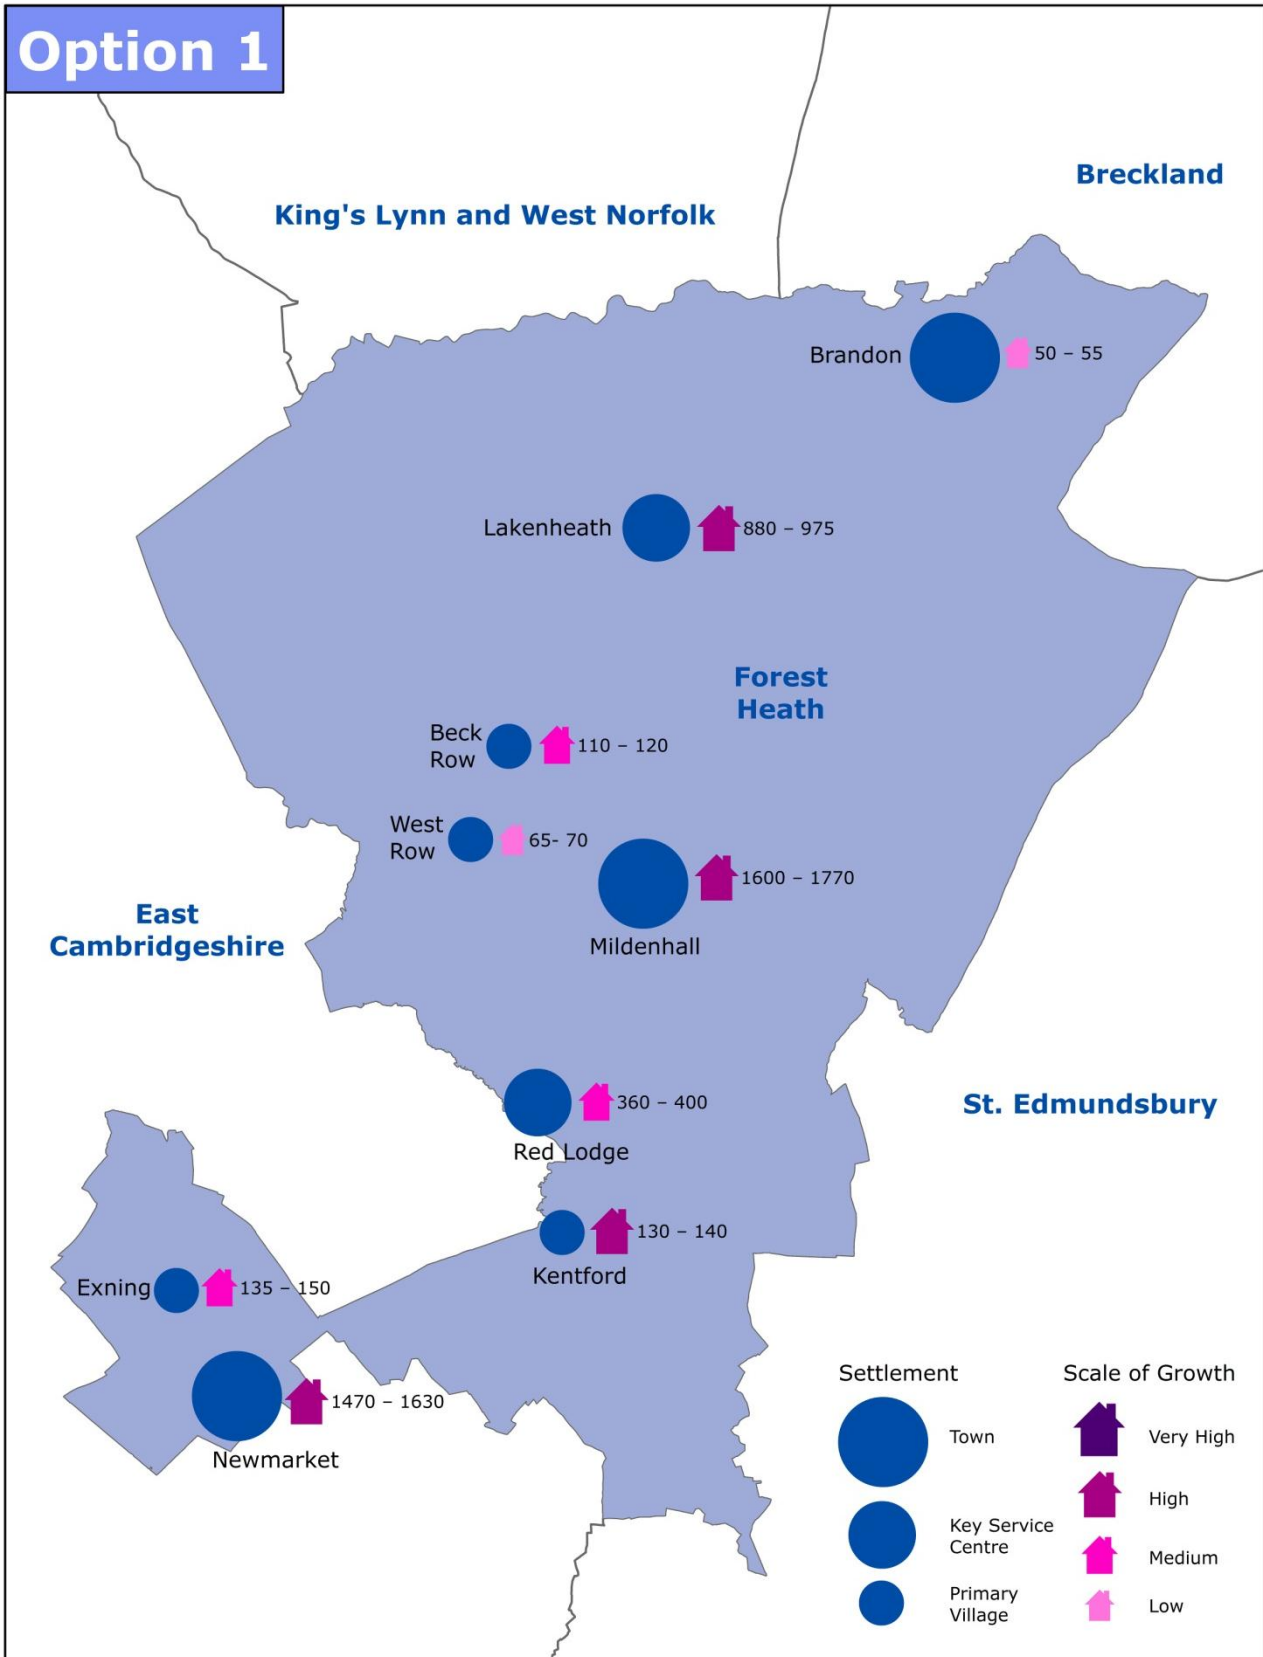 Option 1
Breckland
King's Lynn and West Norfolk
Brandon
50 – 55
Lakenheath
880 – 975
Forest
Heath
Beck
Row
110 – 120
West
Row
65- 70
1600 – 1770
Mildenhall
East
Cambridgeshire
360 – 400
Red Lodge
St. Edmundsbury
130 – 140
Kentford
Exning
135 – 150
1470 – 1630
Newmarket
Settlement
Town
Key Service
Centre
Primary
Village
Scale of Growth
Very High
High
Medium
Low